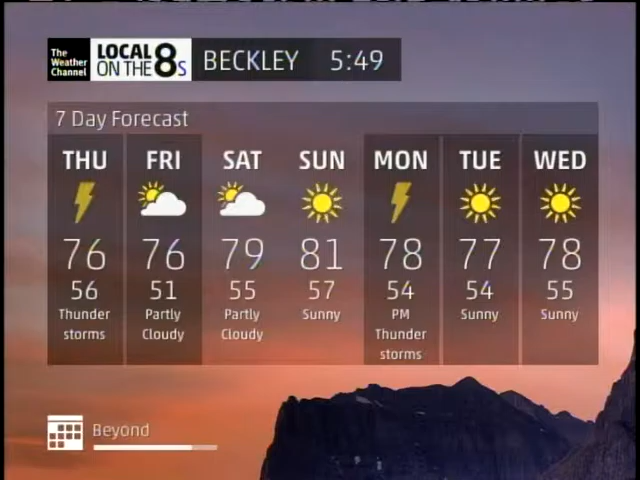 The Weather Channel
LOCAL ON THE 8s
BECKLEY 5:49
7 Day Forecast
THU FRI SAT SUN MON TUE WED
76 76 79 81 78 77 78
56 51 55 57 54 54 55
Thunder storms
Partly Cloudy
Partly Cloudy
Sunny
PM Thunder storms
Sunny
Sunny
Beyond